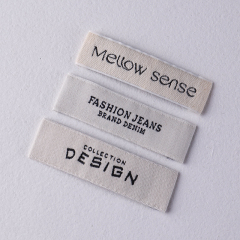 Mellow sense
FASHION JEANS
BRAND DENIM
COLLECTION
DESIGN